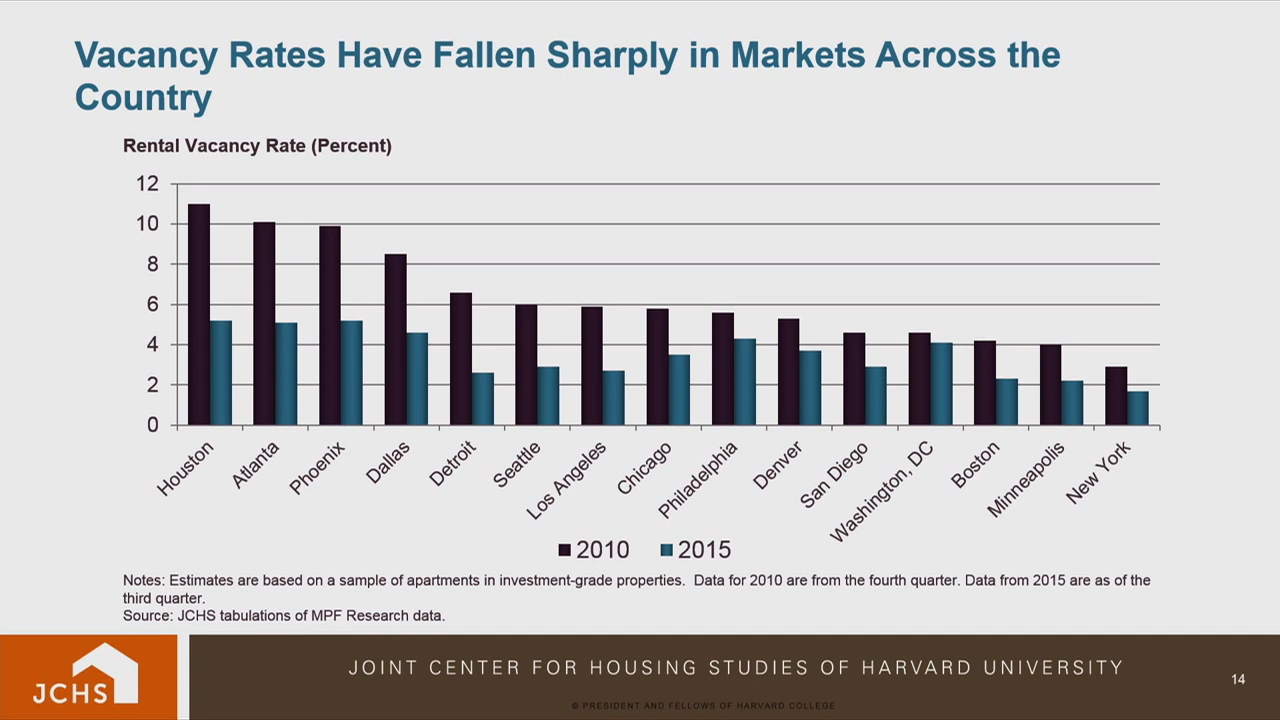 Vacancy Rates Have Fallen Sharply in Markets Across the
Country
Rental Vacancy Rate (Percent)
12
10
8
6
4
2
0
Houston
Atlanta
Phoenix
Dallas
Detroit
Seattle
Los Angeles
Chicago
Philadelphia
Denver
San Diego
Washington, DC
Boston
Minneapolis
New York
2010 2015
Notes: Estimates are based on a sample of apartments in investment-grade properties.  Data for 2010 are from the fourth quarter. Data from 2015 are as of the
third quarter.
Source: JCHS tabulations of MPF Research data.
JCHS
JOINT CENTER FOR HOUSING STUDIES OF HARVARD UNIVERSITY
14
© PRESIDENT AND FELLOWS OF HARVARD COLLEGE